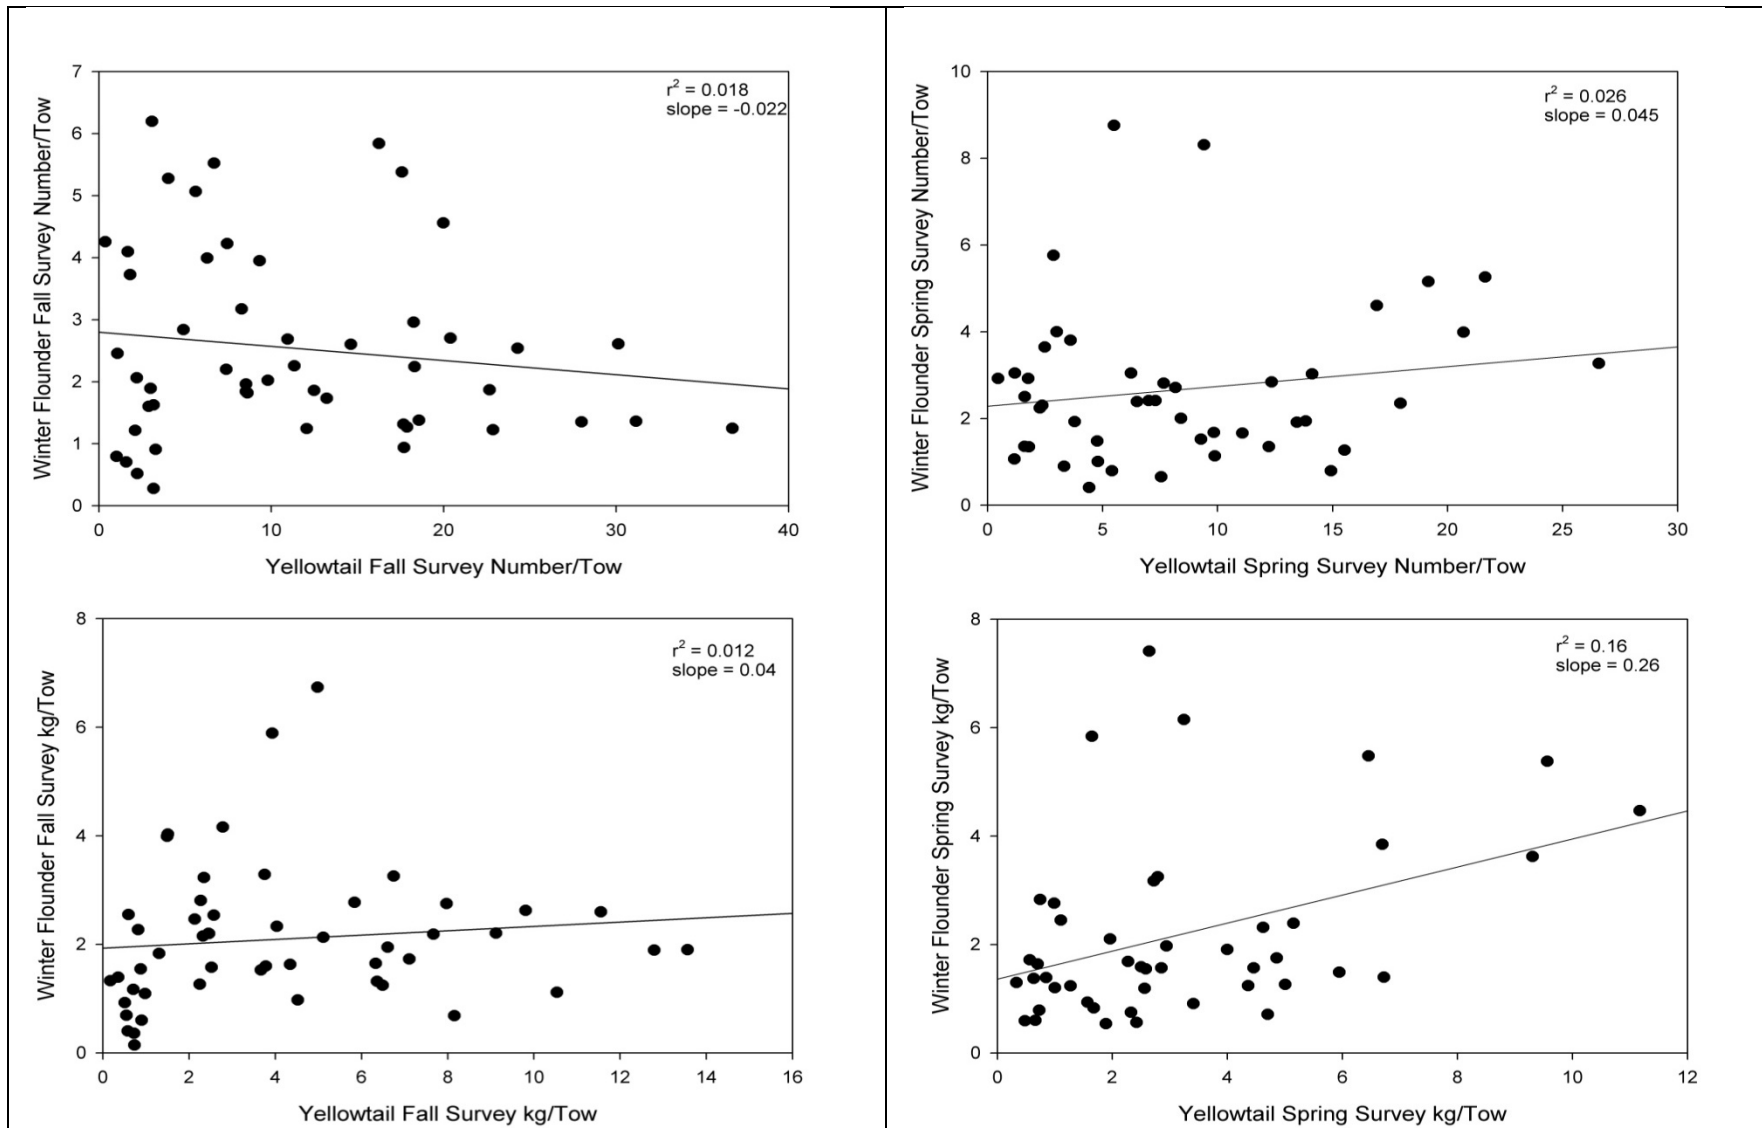 7
6
5
4
3
2
1
0
Winter Flounder Fall Survey Number/Tow
r² = 0.018
slope = -0.022
0 10 20 30 40
Yellowtail Fall Survey Number/Tow
10
8
6
4
2
0
Winter Flounder Spring Survey Number/Tow
r² = 0.026
slope = 0.045
0 5 10 15 20 25 30
Yellowtail Spring Survey Number/Tow
8
6
4
2
0
Winter Flounder Fall Survey kg/Tow
r² = 0.012
slope = 0.04
0 2 4 6 8 10 12 14 16
Yellowtail Fall Survey kg/Tow
8
6
4
2
0
Winter Flounder Spring Survey kg/Tow
r² = 0.16
slope = 0.26
0 2 4 6 8 10 12
Yellowtail Spring Survey kg/Tow